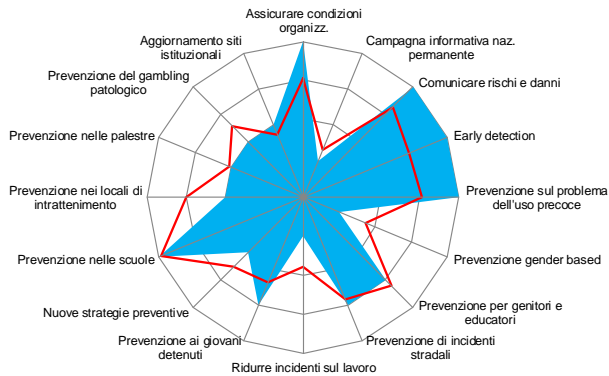 Assicurare condizioni
organizz.
Campagna informativa naz.
permanente
Comunicare rischi e danni
Early detection
Prevenzione sul problema
dell'uso precoce
Prevenzione gender based
Prevenzione per genitori e
educatori
Prevenzione di incidenti
stradali
Ridurre incidenti sul lavoro
Prevenzione ai giovani
detenuti
Nuove strategie preventive
Prevenzione nelle scuole
Prevenzione nei locali di
intrattenimento
Prevenzione nelle palestre
Prevenzione del gambling
patologico
Aggiornamento siti
istituzionali